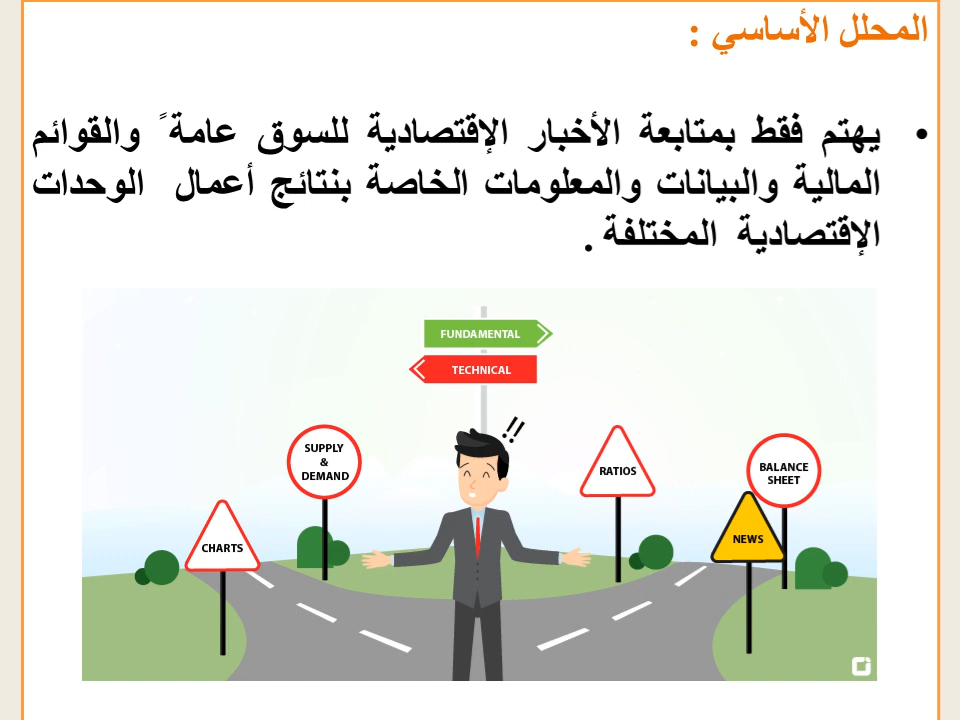 المحلل الأساسي :
• يهتم فقط بمتابعة الأخبار الإقتصادية للسوق عامة ً والقوائم
المالية والبيانات والمعلومات الخاصة بنتائج أعمال الوحدات
الإقتصادية المختلفة .
FUNDAMENTAL
TECHNICAL
!!
SUPPLY
&
DEMAND
CHARTS
RATIOS
BALANCE
SHEET
NEWS